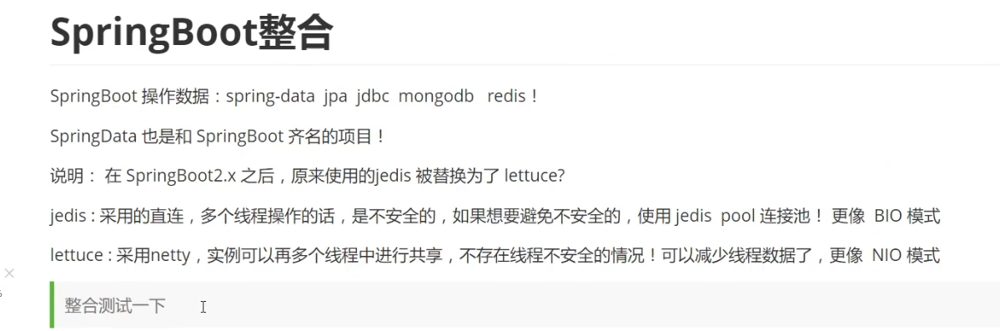 SpringBoot整合
SpringBoot 操作数据：spring-data jpa jdbc mongodb redis！
SpringData 也是和 SpringBoot 齐名的项目！
说明： 在 SpringBoot2.x 之后，原来使用的jedis 被替换为了 lettuce?
jedis : 采用的直连，多个线程操作的话，是不安全的，如果想要避免不安全的，使用 jedis pool 连接池！ 更像 BIO 模式
lettuce : 采用netty，实例可以再多个线程中进行共享，不存在线程不安全的情况！可以减少线程数据了，更像 NIO 模式
整合测试一下